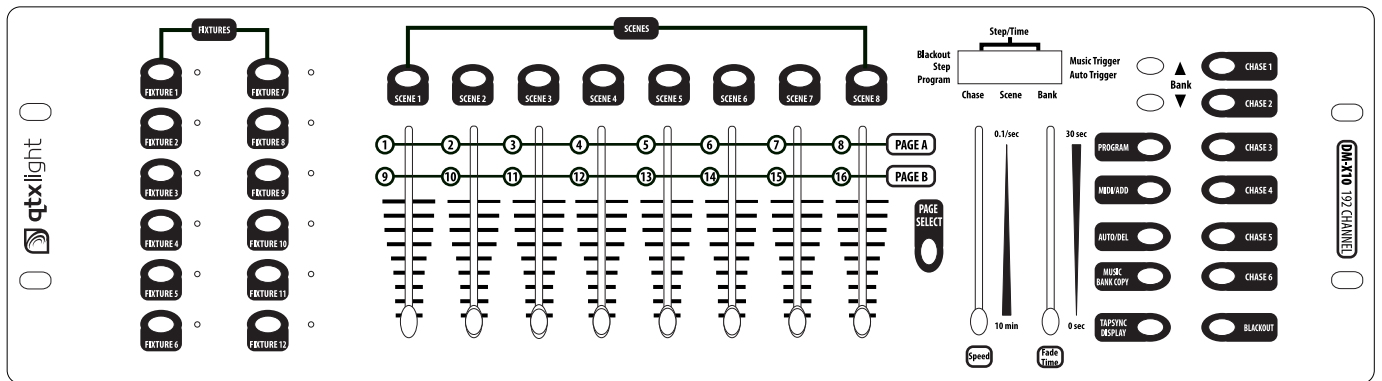 FIXTURES
FIXTURE 1
FIXTURE 7
FIXTURE 2
FIXTURE 8
FIXTURE 3
FIXTURE 9
FIXTURE 4
FIXTURE 10
FIXTURE 5
FIXTURE 11
FIXTURE 6
FIXTURE 12
qtxlight
SCENES
SCENE 1
SCENE 2
SCENE 3
SCENE 4
SCENE 5
SCENE 6
SCENE 7
SCENE 8
1 2 3 4 5 6 7 8 PAGE A
9 10 11 12 13 14 15 16 PAGE B
PAGE
SELECT
Step/Time
Blackout
Step
Program
Music Trigger
Auto Trigger
Chase Scene Bank
Bank
0.1/sec
10 min
Speed
30 sec
0 sec
Fade
Time
PROGRAM
MIDI/ADD
AUTO/DEL
MUSIC
BANK COPY
TAPSYNC
DISPLAY
CHASE 1
CHASE 2
CHASE 3
CHASE 4
CHASE 5
CHASE 6
BLACKOUT
DM-X10 192 CHANNEL